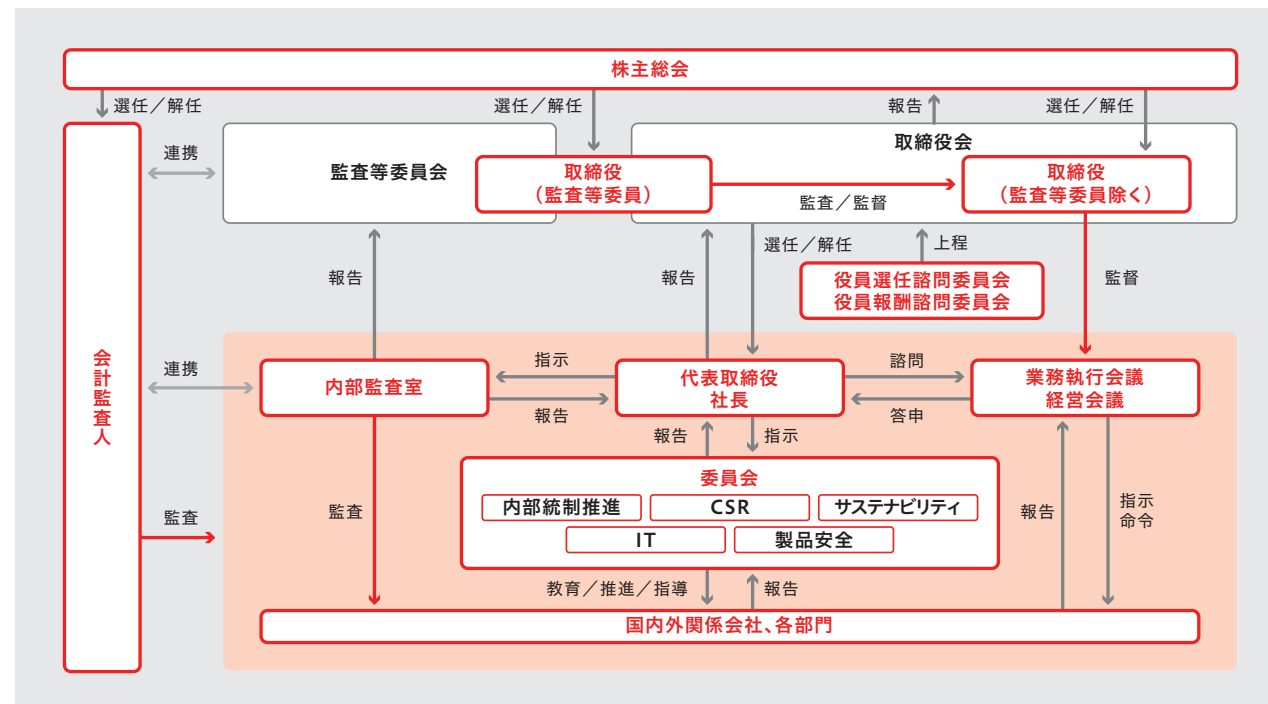 株主総会
選任／解任
選任／解任
報告
選任／解任
会計監査人
連携
監査等委員会
取締役
（監査等委員）
取締役会
取締役
（監査等委員除く）
監査／監督
報告
報告
選任／解任
上程
役員選任諮問委員会
役員報酬諮問委員会
監督
連携
内部監査室
指示
報告
代表取締役
社長
諮問
答申
業務執行会議
経営会議
報告
指示
監査
監査
委員会
内部統制推進
CSR
サステナビリティ
IT
製品安全
報告
指示
命令
教育／推進／指導
報告
国内外関係会社、各部門